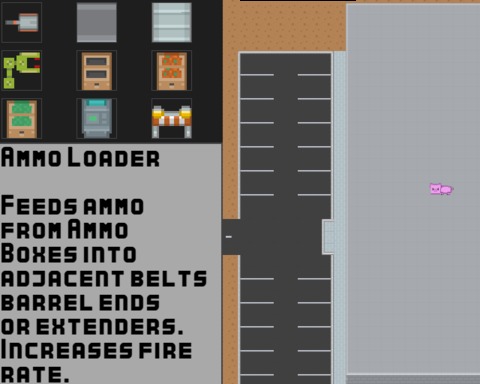 Ammo Loader
Feeds ammo
from Ammo
Boxes into
adjacent belts
barrel ends
or extenders.
Increases fire
rate.